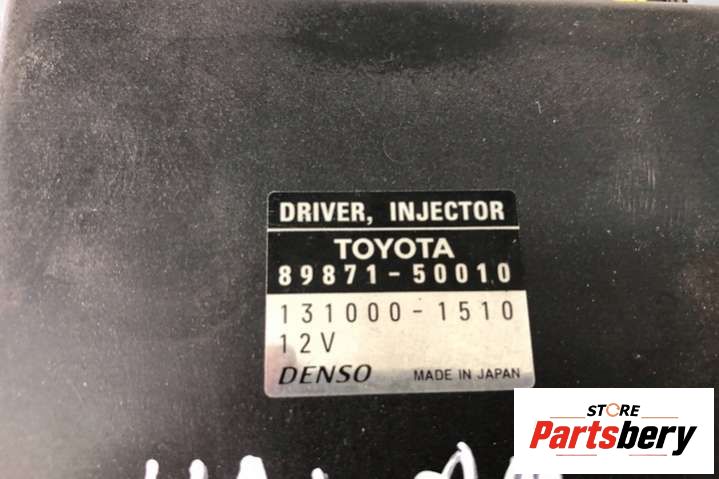 DRIVER, INJECTOR
TOYOTA
89871-50010
131000-1510
12V
DENSO MADE IN JAPAN
STORE
Partsbery